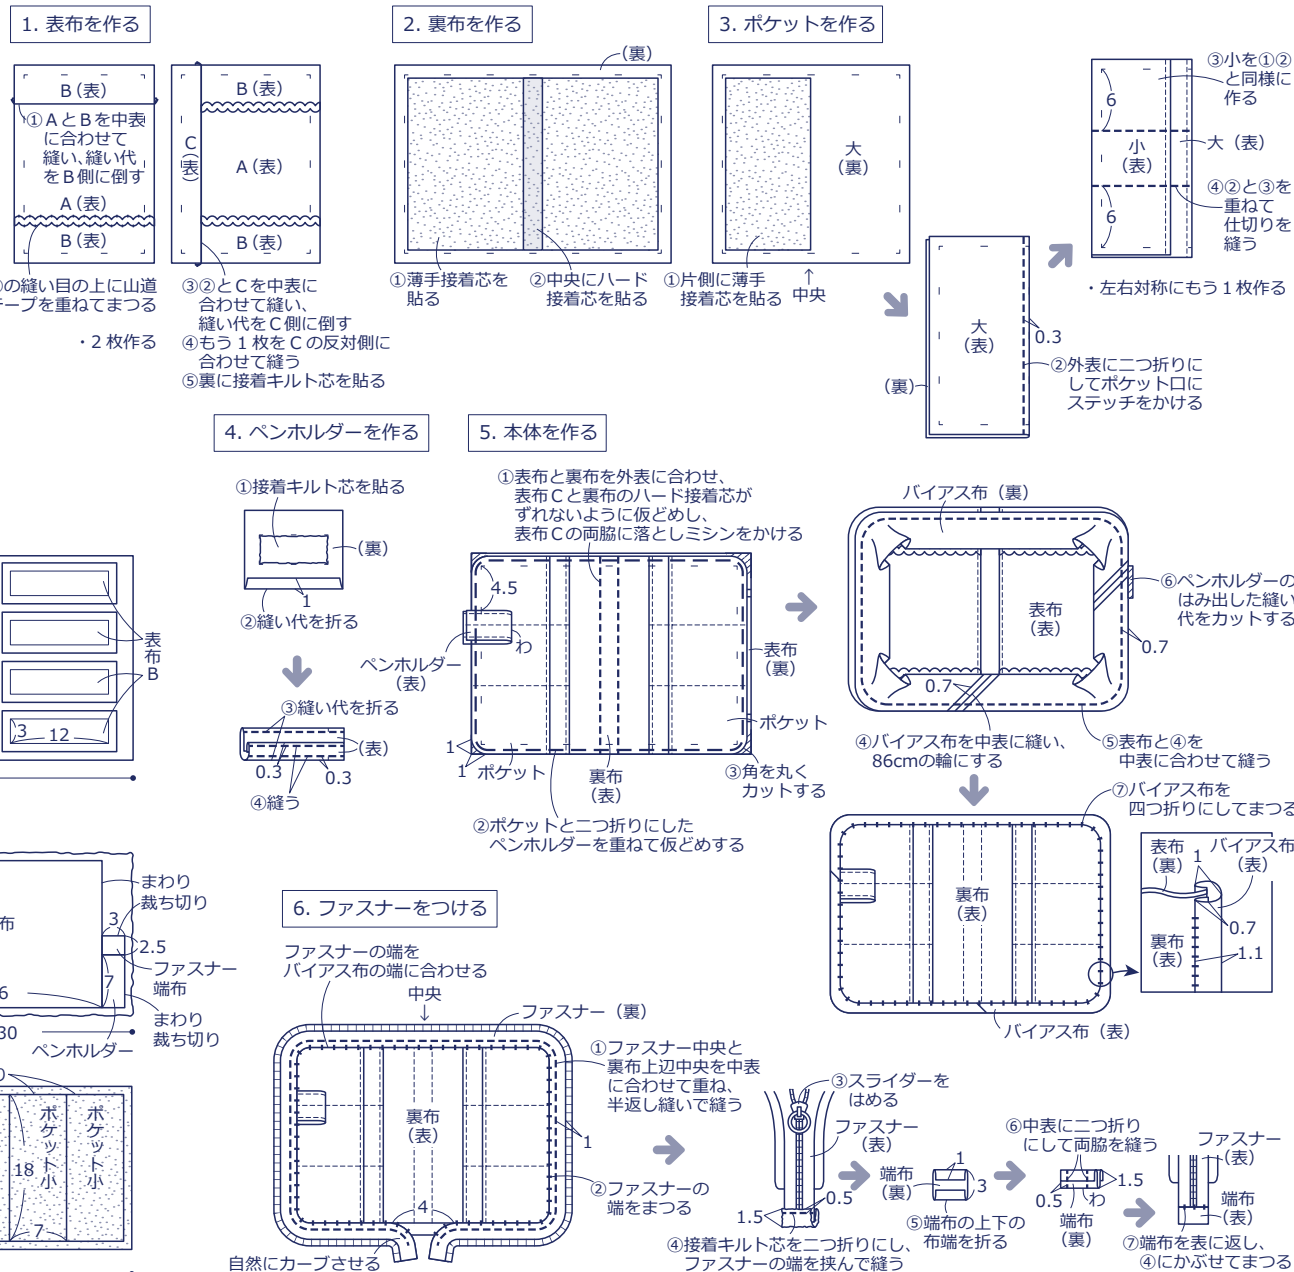 1. 表布を作る
B（表）
①AとBを中表
に合わせて
縫い、縫い代
をB側に倒す
A（表）
B（表）
の縫い目の上に山道
テープを重ねてまつる
・2 枚作る
B（表）
C（表）
A（表）
B（表）
③②とCを中表に
合わせて縫い、
縫い代をC側に倒す
④もう 1 枚をCの反対側に
合わせて縫う
⑤裏に接着キルト芯を貼る
2. 裏布を作る
（裏）
①薄手接着芯を
貼る
②中央にハード
接着芯を貼る
3. ポケットを作る
大
（裏）
①片側に薄手
接着芯を貼る
↑
中央
大
（表）
（裏）
0.3
②外表に二つ折りに
してポケット口に
ステッチをかける
6
小
（表）
6
③小を①②
と同様に
作る
大（表）
④②と③を
重ねて
仕切りを
縫う
・左右対称にもう 1 枚作る
4. ペンホルダーを作る
①接着キルト芯を貼る
（裏）
1
②縫い代を折る
③縫い代を折る
（表）
0.3
0.3
④縫う
5. 本体を作る
①表布と裏布を外表に合わせ、
表布Cと裏布のハード接着芯が
ずれないように仮どめし、
表布Cの両脇に落としミシンをかける
4.5
わ
ペンホルダー
（表）
表布
（裏）
ポケット
1
1
ポケット
裏布
（表）
③角を丸く
カットする
②ポケットと二つ折りにした
ペンホルダーを重ねて仮どめする
バイアス布（裏）
表布
（表）
⑥ペンホルダーの
はみ出した縫い
代をカットする
0.7
0.7
④バイアス布を中表に縫い、
86cmの輪にする
⑤表布と④を
中表に合わせて縫う
⑦バイアス布を
四つ折りにしてまつる
裏布
（表）
バイアス布（表）
表布
（裏）
1
バイアス布
（表）
0.7
裏布
（表）
1.1
表布B
3
12
まわり
裁ち切り
布
3
2.5
ファスナー
端布
7
6
まわり
裁ち切り
30
ペンホルダー
ポケット小
ポケット小
18
7
6. ファスナーをつける
ファスナーの端を
バイアス布の端に合わせる
中央
↓
ファスナー（裏）
①ファスナー中央と
裏布上辺中央を中表
に合わせて重ね、
半返し縫いで縫う
裏布
（表）
1
②ファスナーの
端をまつる
4
自然にカーブさせる
③スライダーを
はめる
ファスナー
（表）
0.5
1.5
④接着キルト芯を二つ折りにし、
ファスナーの端を挟んで縫う
端布
（裏）
1
3
⑤端布の上下の
布端を折る
⑥中表に二つ折り
にして両脇を縫う
1.5
0.5
わ
端布
（裏）
ファスナー
（表）
端布
（表）
⑦端布を表に返し、
④にかぶせてまつる